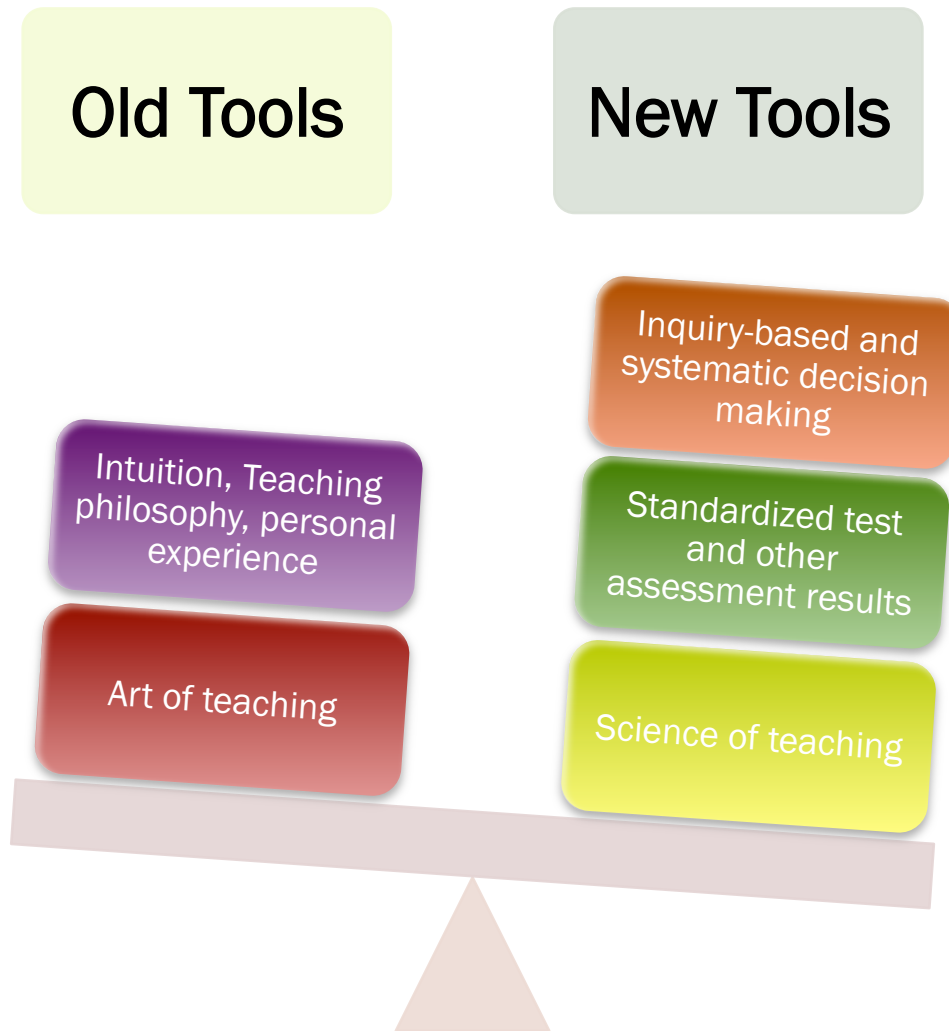 Old Tools
New Tools
Intuition, Teaching
philosophy, personal
experience
Art of teaching
Inquiry-based and
systematic decision
making
Standardized test
and other
assessment results
Science of teaching